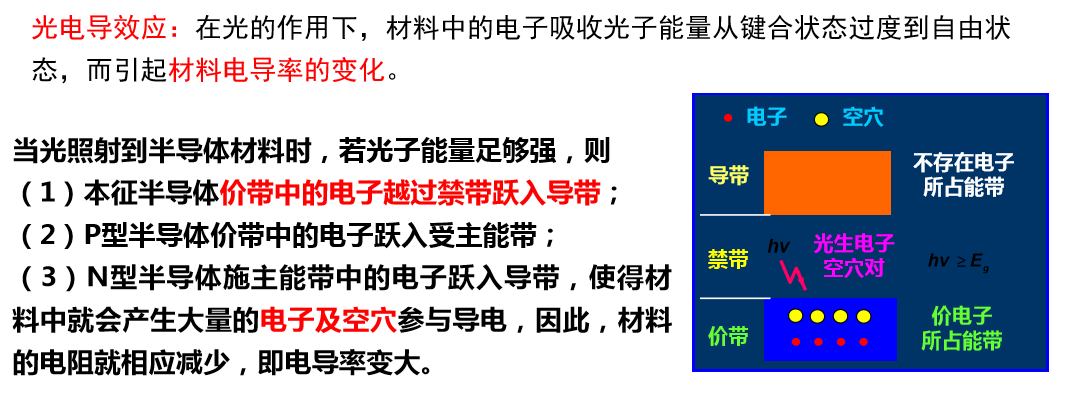 光电导效应：在光的作用下，材料中的电子吸收光子能量从键合状态过度到自由状
态，而引起材料电导率的变化。
当光照射到半导体材料时，若光子能量足够强，则
（1）本征半导体价带中的电子越过禁带跃入导带；
（2）P型半导体价带中的电子跃入受主能带；
（3）N型半导体施主能带中的电子跃入导带，使得材
料中就会产生大量的电子及空穴参与导电，因此，材料
的电阻就相应减少，即电导率变大。
电子 空穴
导带
不存在电子
所占能带
禁带
hν
光生电子
空穴对
hν ≥ Eg
价带
价电子
所占能带